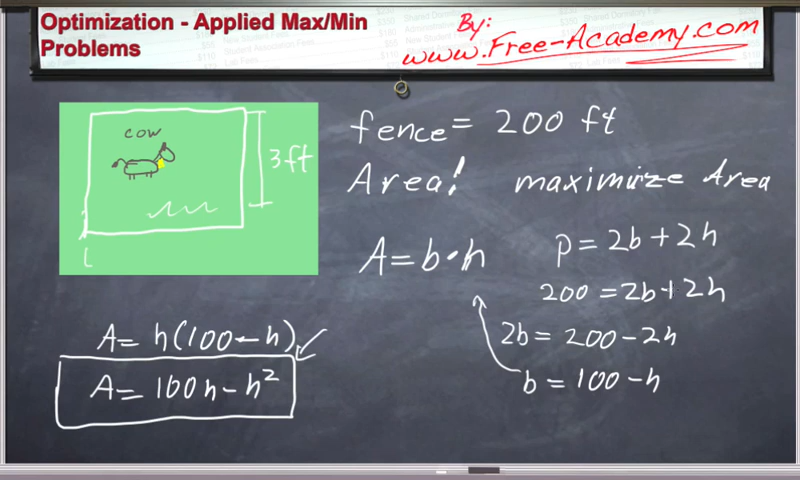 Optimization - Applied Max/Min
Problems
By:
www.Free-Academy.com
cow
3ft
fence = 200 ft
Area! maximize Area
A = b·h
P = 2b + 2h
200 = 2b + 2h
2b = 200 - 2h
b = 100 - h
A = h(100 - h)
A = 100h - h²